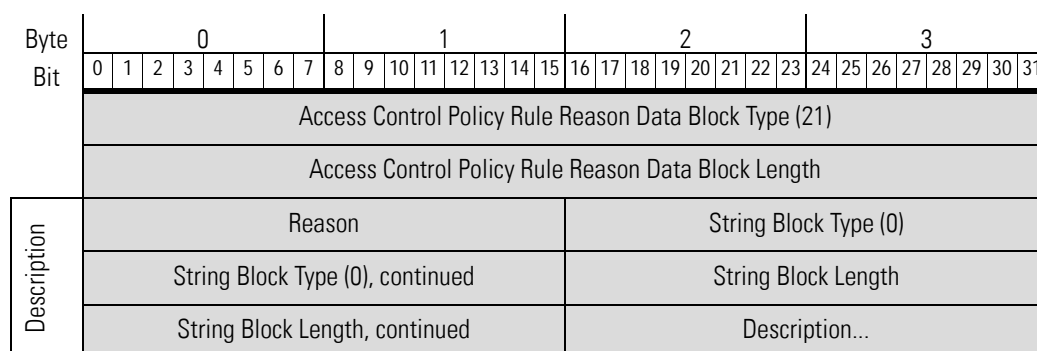 Byte 0 1 2 3
Bit 0 1 2 3 4 5 6 7 8 9 10 11 12 13 14 15 16 17 18 19 20 21 22 23 24 25 26 27 28 29 30 31
Access Control Policy Rule Reason Data Block Type (21)
Access Control Policy Rule Reason Data Block Length
Description
Reason String Block Type (0)
String Block Type (0), continued String Block Length
String Block Length, continued Description...